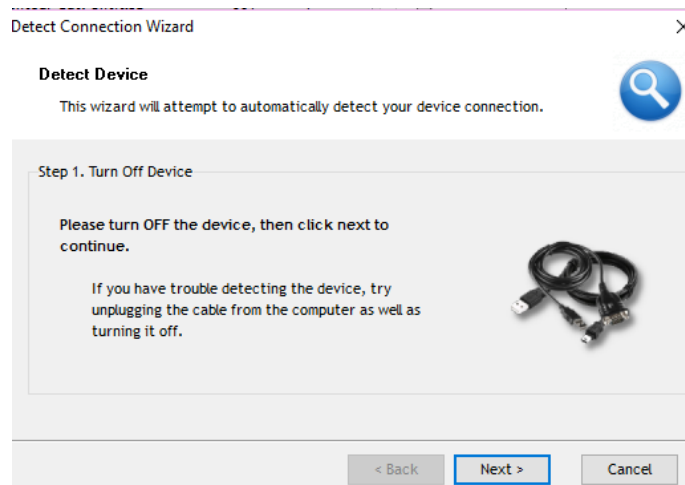 Detect Connection Wizard
Detect Device
This wizard will attempt to automatically detect your device connection.
Step 1. Turn Off Device
Please turn OFF the device, then click next to
continue.
If you have trouble detecting the device, try
unplugging the cable from the computer as well as
turning it off.
< Back
Next >
Cancel